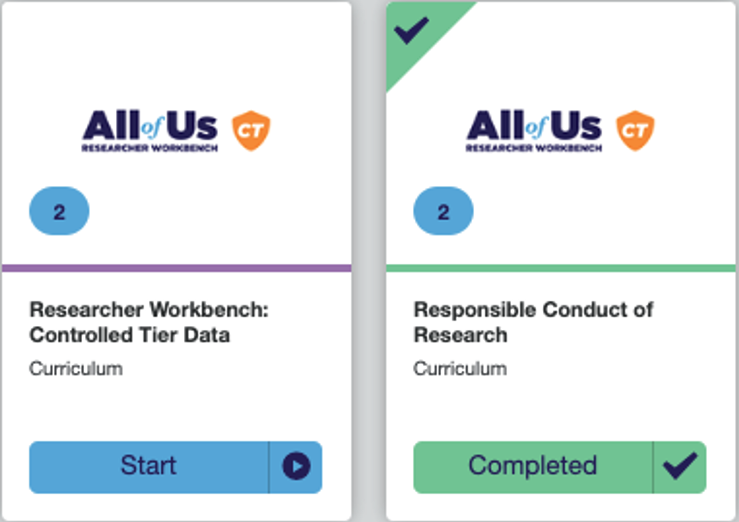 All of Us CT
RESEARCHER WORKBENCH
2
Researcher Workbench:
Controlled Tier Data
Curriculum
Start
All of Us CT
RESEARCHER WORKBENCH
2
Responsible Conduct of
Research
Curriculum
Completed